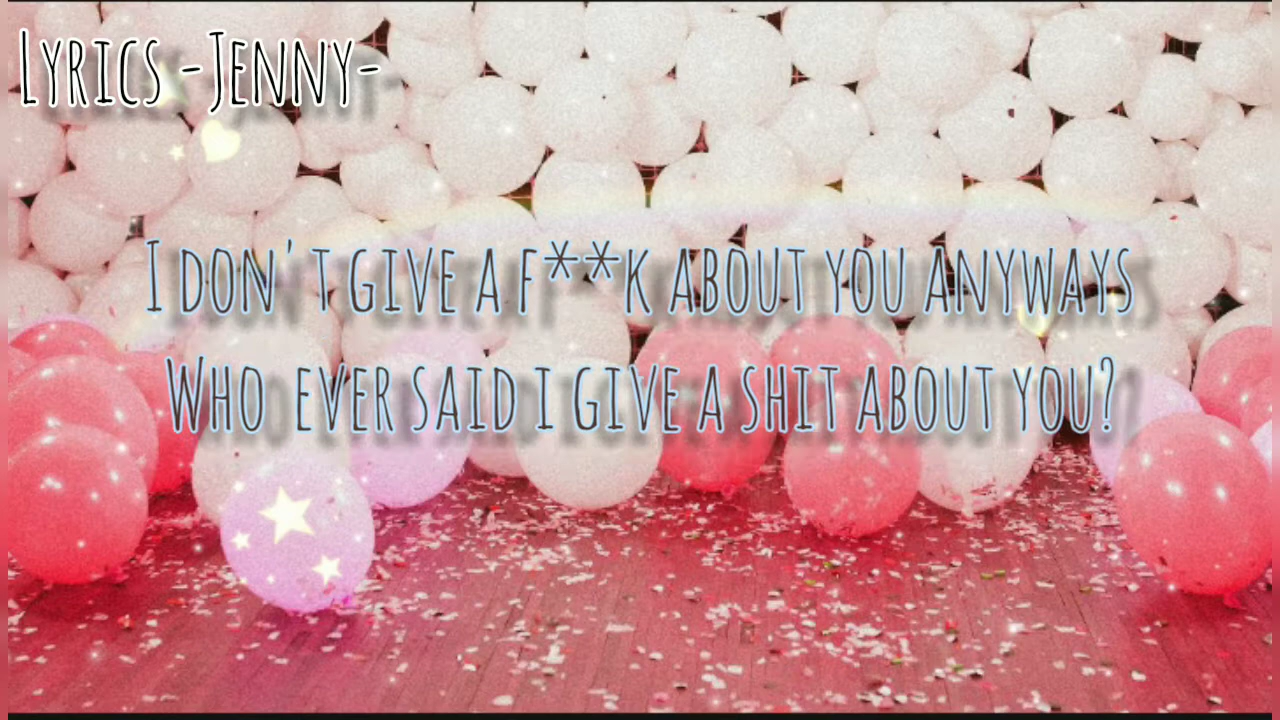 Lyrics -Jenny-
I don't give a f**k about you anyways
Who ever said i give a shit about you?